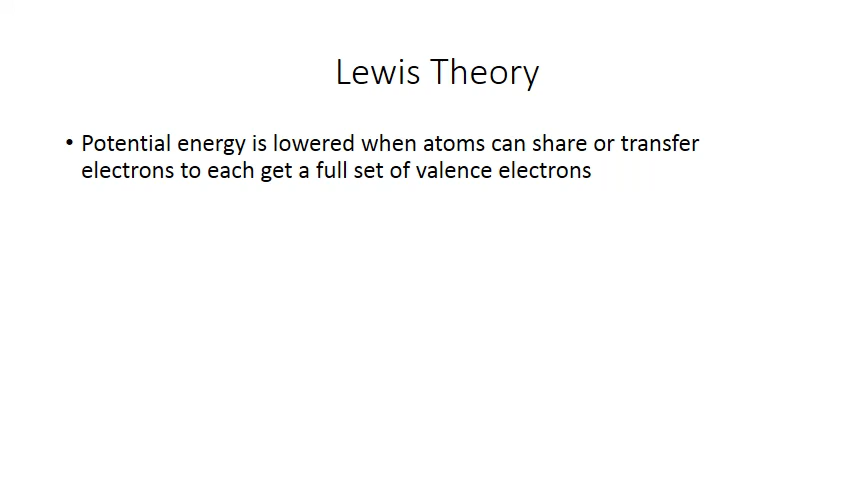 Lewis Theory
• Potential energy is lowered when atoms can share or transfer
electrons to each get a full set of valence electrons